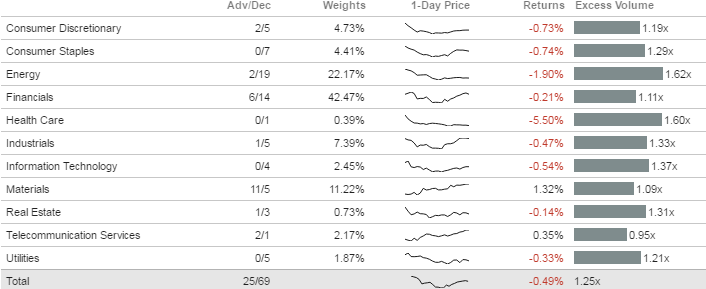 Adv/Dec Weights 1-Day Price Returns Excess Volume
Consumer Discretionary 2/5 4.73% -0.73% 1.19x
Consumer Staples 0/7 4.41% -0.74% 1.29x
Energy 2/19 22.17% -1.90% 1.62x
Financials 6/14 42.47% -0.21% 1.11x
Health Care 0/1 0.39% -5.50% 1.60x
Industrials 1/5 7.39% -0.47% 1.33x
Information Technology 0/4 2.45% -0.54% 1.37x
Materials 11/5 11.22% 1.32% 1.09x
Real Estate 1/3 0.73% -0.14% 1.31x
Telecommunication Services 2/1 2.17% 0.35% 0.95x
Utilities 0/5 1.87% -0.33% 1.21x
Total 25/69 -0.49% 1.25x